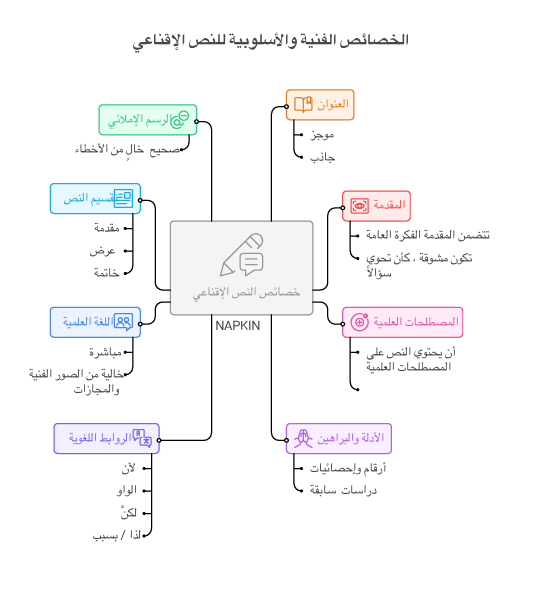 الخصائص الفنية والأسلوبية للنص الإقناعي
العنوان
موجز
جاذب
المقدمة
تتضمن المقدمة الفكرة العامة
تكون مشوقة ، كأن تحوي
سؤالاً
المصطلحات العلمية
أن يحتوي النص على
المصطلحات العلمية
الأدلة والبراهين
أرقام وإحصائيات
دراسات سابقة
الرسم الإملائي
صحيح خالٍ من الأخطاء
تقسيم النص
مقدمة
عرض
خاتمة
اللغة العلمية
مباشرة
خالية من الصور الفنية
والمجازات
الروابط اللغوية
لأن
الواو
لكنْ
لذا / بسبب
خصائص النص الإقناعي
NAPKIN